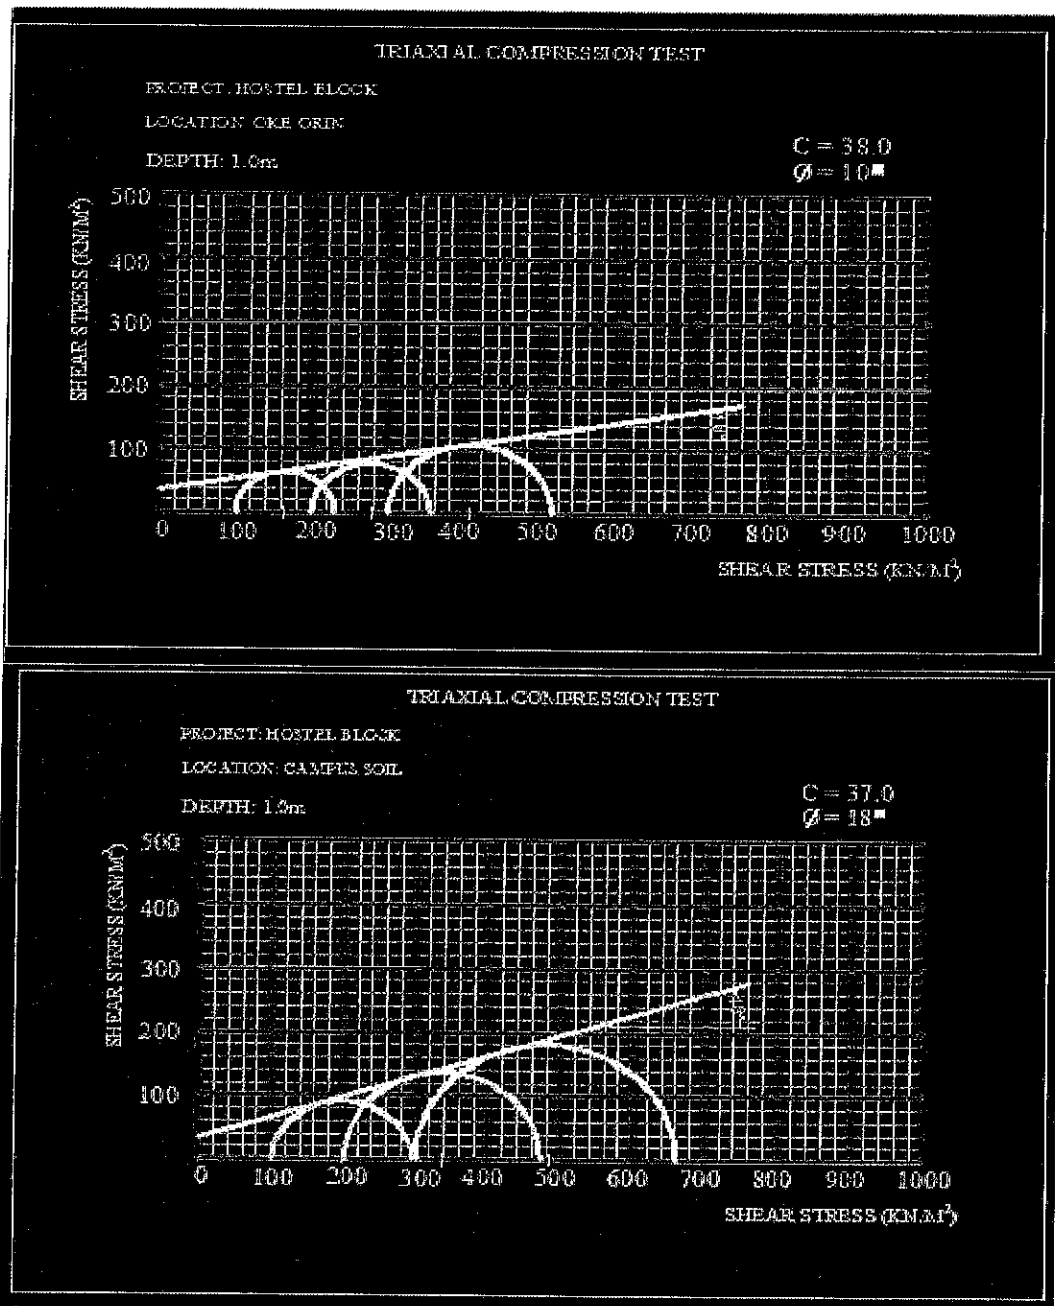 TRIAXIAL COMPRESSION TEST
PROJECT: HOSTEL BLOCK
LOCATION: OKE ORIN
DEPTH: 1.0m
C = 38.0
Ø = 10
SHEAR STRESS (KN/M²)
500
400
300
200
100
0 100 200 300 400 500 600 700 800 900 1000
SHEAR STRESS (KN/M²)
TRIAXIAL COMPRESSION TEST
PROJECT: HOSTEL BLOCK
LOCATION: CAMPUS SOIL
DEPTH: 1.0m
C = 37.0
Ø = 18
SHEAR STRESS (KN/M²)
500
400
300
200
100
0 100 200 300 400 500 600 700 800 900 1000
SHEAR STRESS (KN/M²)